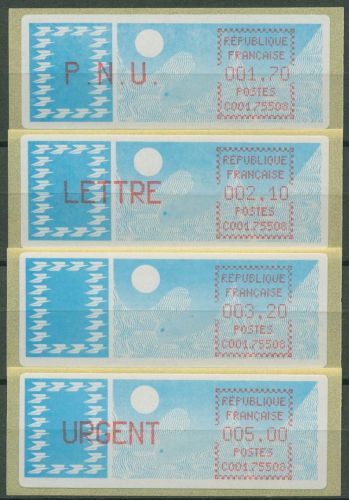 RÉPUBLIQUE
FRANÇAISE
P.N.U.
001.70
POSTES
C001.75508
RÉPUBLIQUE
FRANÇAISE
LETTRE
002.10
POSTES
C001.75508
RÉPUBLIQUE
FRANÇAISE
003.20
POSTES
C001.75508
RÉPUBLIQUE
FRANÇAISE
URGENT
005.00
POSTES
C001.75508